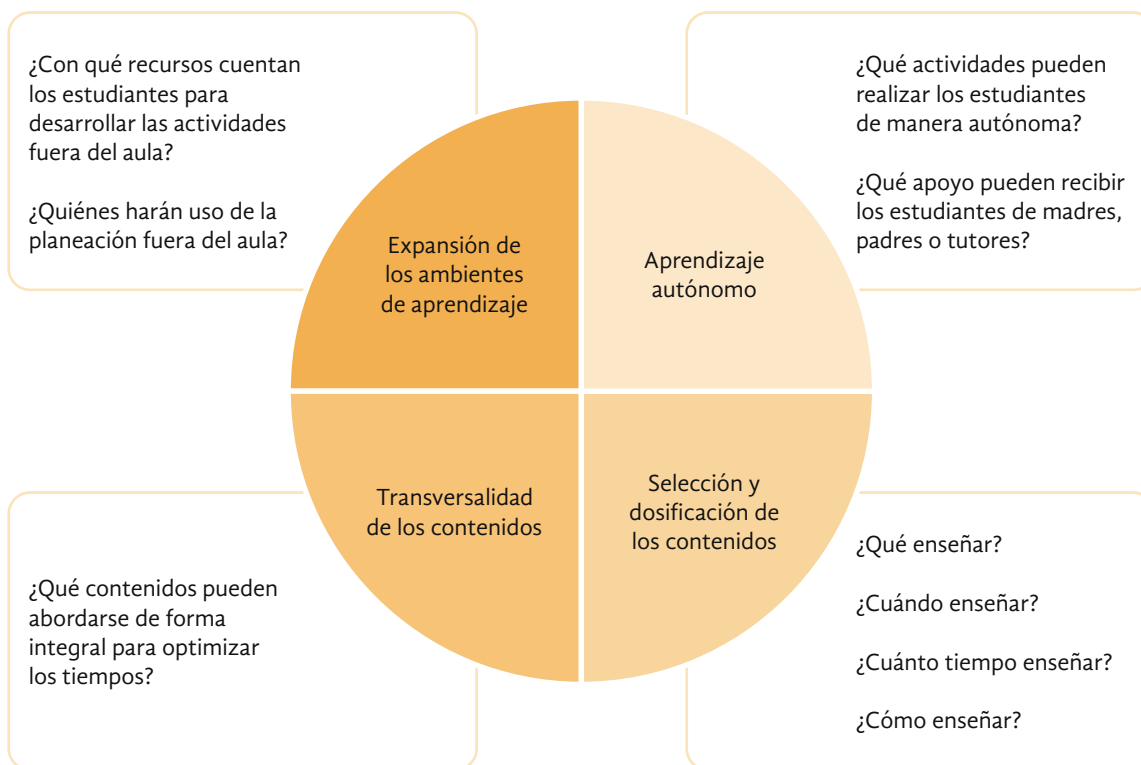 ¿Con qué recursos cuentan
los estudiantes para
desarrollar las actividades
fuera del aula?
¿Quiénes harán uso de la
planeación fuera del aula?
¿Qué actividades pueden
realizar los estudiantes
de manera autónoma?
¿Qué apoyo pueden recibir
los estudiantes de madres,
padres o tutores?
Expansión de
los ambientes
de aprendizaje
Aprendizaje
autónomo
Transversalidad
de los contenidos
Selección y
dosificación de
los contenidos
¿Qué contenidos pueden
abordarse de forma
integral para optimizar
los tiempos?
¿Qué enseñar?
¿Cuándo enseñar?
¿Cuánto tiempo enseñar?
¿Cómo enseñar?